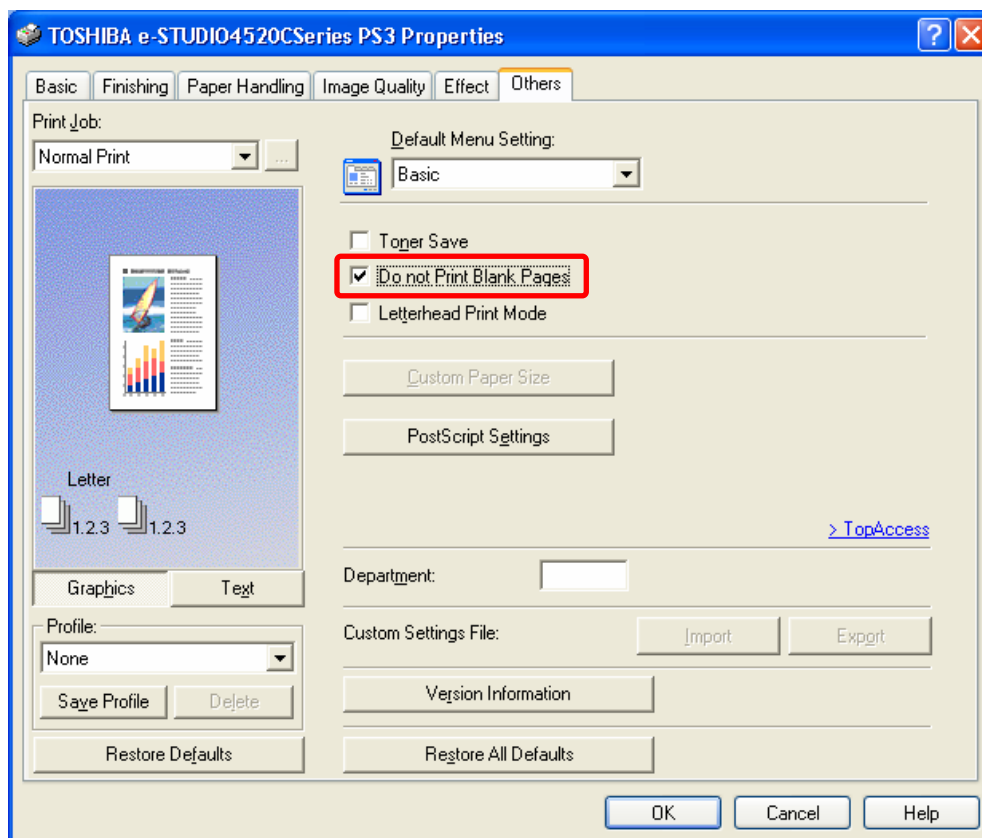 TOSHIBA e-STUDIO4520CSeries PS3 Properties
Basic Finishing Paper Handling Image Quality Effect Others
Print Job:
Normal Print
...
Default Menu Setting:
Basic
Toner Save
Do not Print Blank Pages
Letterhead Print Mode
Custom Paper Size
PostScript Settings
Letter
1.2.3 1.2.3
> TopAccess
Graphics Text
Department:
Profile:
None
Save Profile Delete
Custom Settings File:
Import Export
Version Information
Restore Defaults
Restore All Defaults
OK Cancel Help